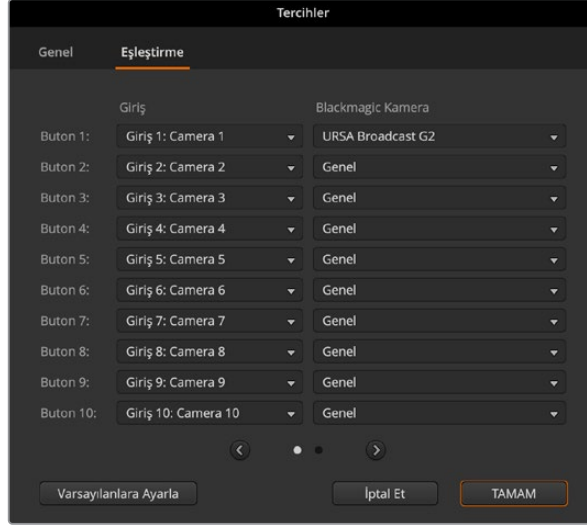 Tercihler
Genel Eşleştirme
Giriş Blackmagic Kamera
Buton 1: Giriş 1: Camera 1 URSA Broadcast G2
Buton 2: Giriş 2: Camera 2 Genel
Buton 3: Giriş 3: Camera 3 Genel
Buton 4: Giriş 4: Camera 4 Genel
Buton 5: Giriş 5: Camera 5 Genel
Buton 6: Giriş 6: Camera 6 Genel
Buton 7: Giriş 7: Camera 7 Genel
Buton 8: Giriş 8: Camera 8 Genel
Buton 9: Giriş 9: Camera 9 Genel
Buton 10: Giriş 10: Camera 10 Genel
Varsayılanlara Ayarla İptal Et TAMAM